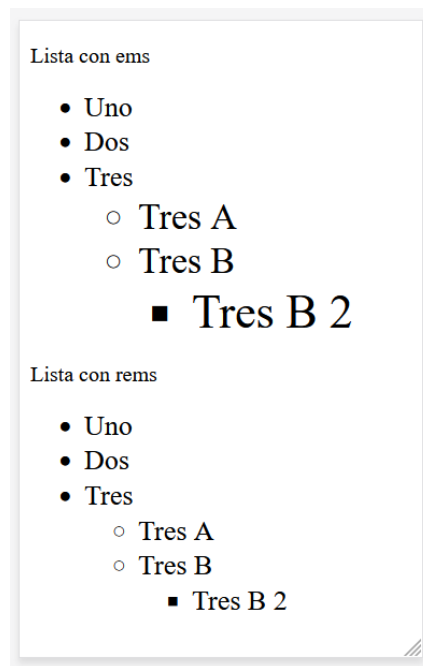 Lista con ems
Uno
Dos
Tres
Tres A
Tres B
Tres B 2
Lista con rems
Uno
Dos
Tres
Tres A
Tres B
Tres B 2